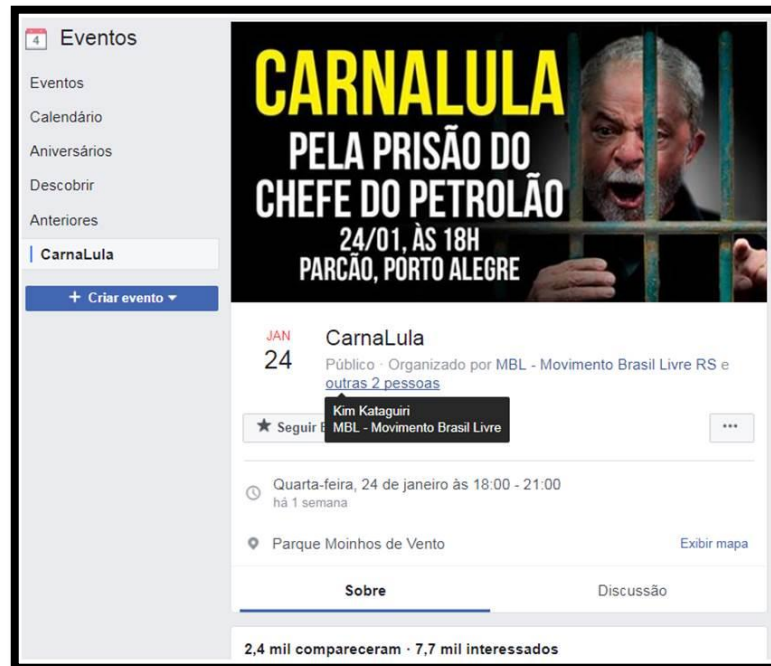 4 Eventos
Eventos
Calendário
Aniversários
Descobrir
Anteriores
CarnaLula
+ Criar evento
CARNALULA
PELA PRISÃO DO
CHEFE DO PETROLÃO
24/01, ÀS 18H
PARCÃO, PORTO ALEGRE
JAN
24
CarnaLula
Público · Organizado por MBL - Movimento Brasil Livre RS e
outras 2 pessoas
Kim Kataguiri
MBL - Movimento Brasil Livre
Seguir
...
Quarta-feira, 24 de janeiro às 18:00 - 21:00
há 1 semana
Parque Moinhos de Vento
Exibir mapa
Sobre
Discussão
2,4 mil compareceram · 7,7 mil interessados